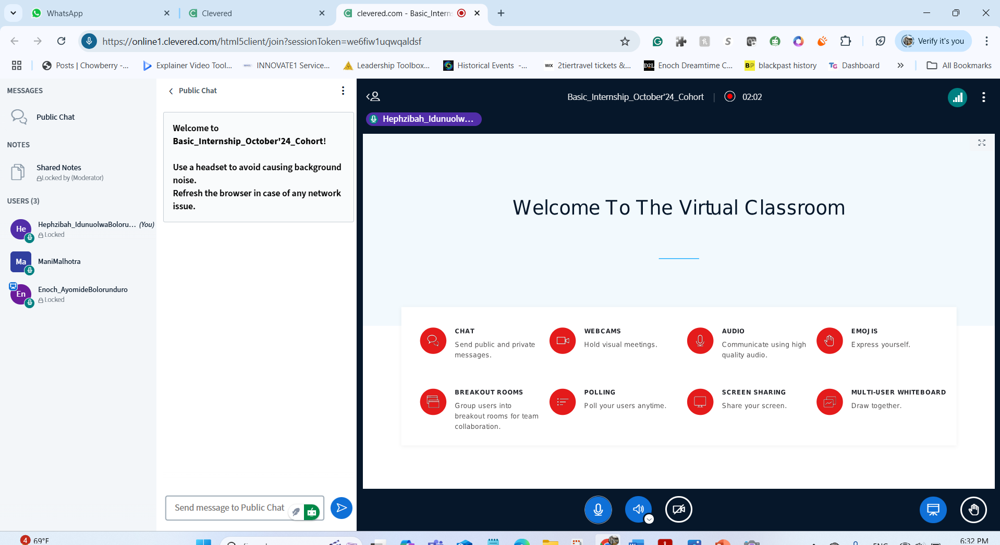 WhatsApp
Clevered
clevered.com - Basic_Intern
https://online1.clevered.com/html5client/join?sessionToken=we6fiw1uqwqaldsf
Verify it's you
Posts | Chowberry -...
Explainer Video Tool...
INNOVATE1 Service...
Leadership Toolbox...
Historical Events -...
WIX
2tiertravel tickets &...
D2L
Enoch Dreamtime C...
BP
blackpast history
TG
Dashboard
All Bookmarks
MESSAGES
Public Chat
NOTES
Shared Notes
Locked by (Moderator)
USERS (3)
He
Hephzibah_IdunuolwaBoloru... (You)
Locked
Ma
ManiMalhotra
En
Enoch_AyomideBolorunduro
Locked
Public Chat
Welcome to
Basic_Internship_October'24_Cohort!
Use a headset to avoid causing background
noise.
Refresh the browser in case of any network
issue.
Send message to Public Chat
Basic_Internship_October'24_Cohort
02:02
Hephzibah_Idunuolw...
Welcome To The Virtual Classroom
CHAT
Send public and private
messages.
WEBCAMS
Hold visual meetings.
AUDIO
Communicate using high
quality audio.
EMOJIS
Express yourself.
BREAKOUT ROOMS
Group users into
breakout rooms for team
collaboration.
POLLING
Poll your users anytime.
SCREEN SHARING
Share your screen.
MULTI-USER WHITEBOARD
Draw together.
4
69°F
ENG
6:32 PM